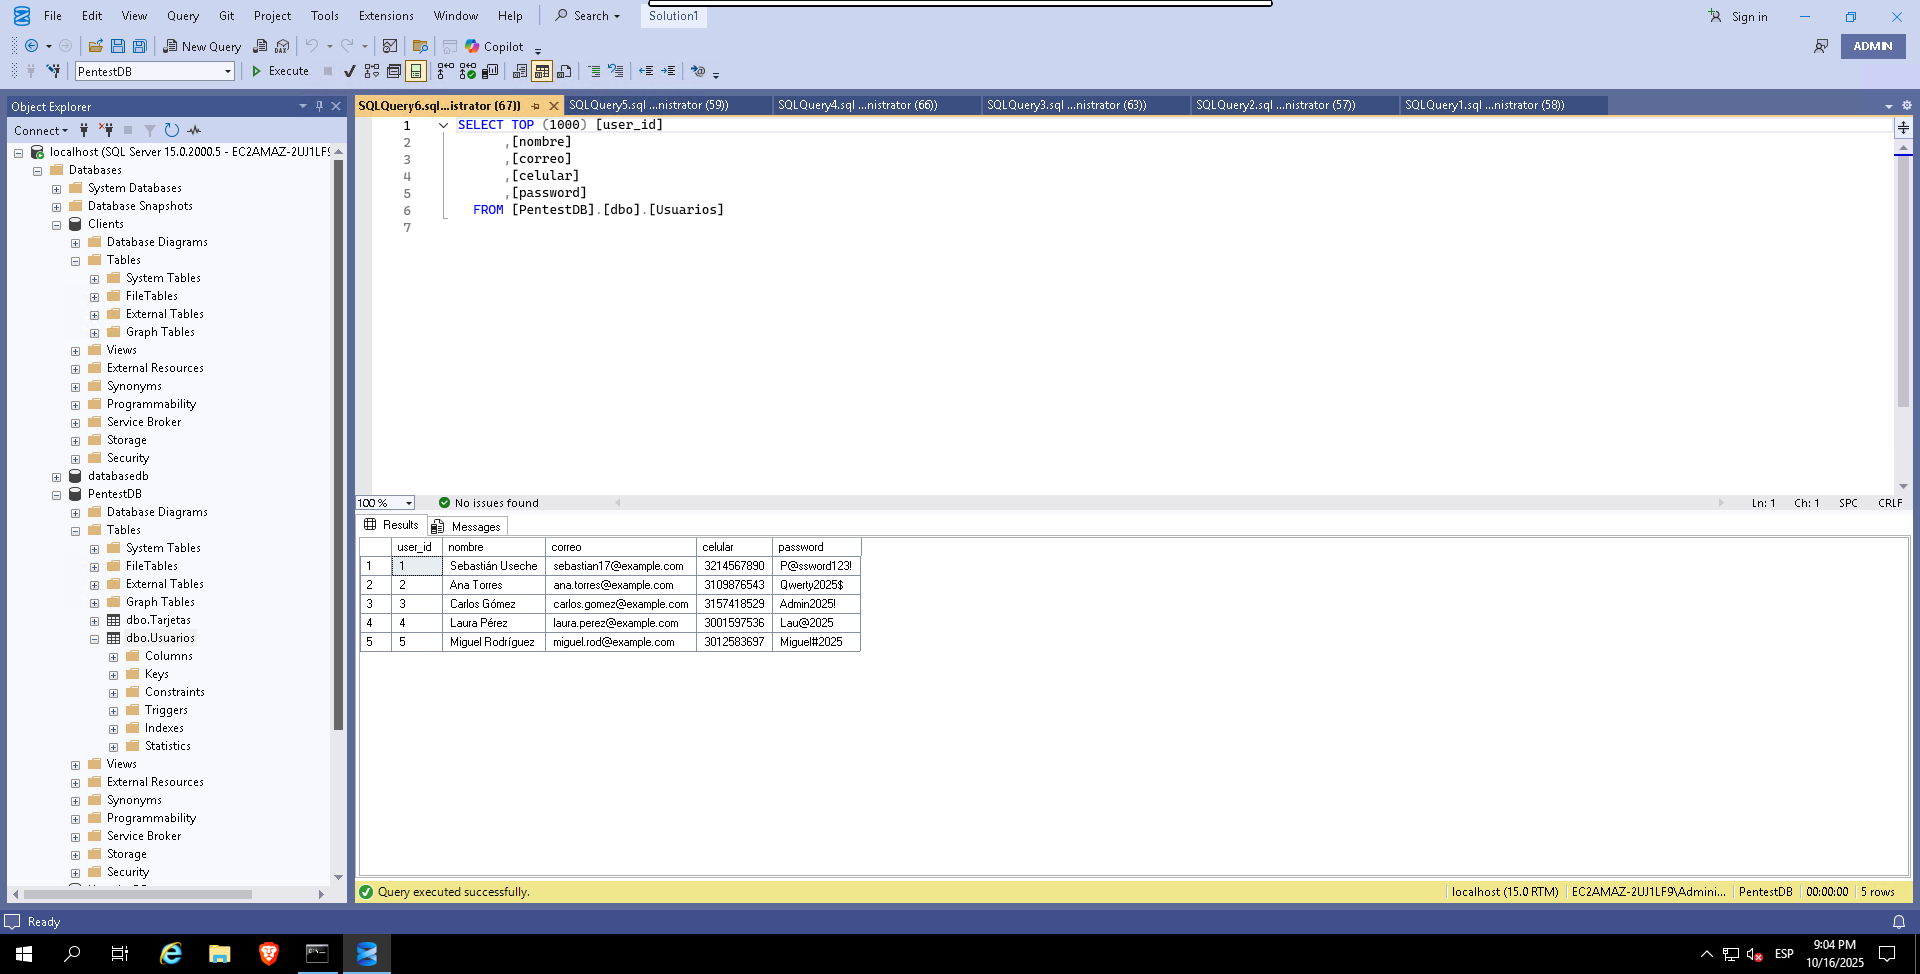 File Edit View Query Git Project Tools Extensions Window Help Search Solution1 Sign in
New Query DAX Copilot ADMIN
PentestDB Execute
Object Explorer
Connect
localhost (SQL Server 15.0.2000.5 - EC2AMAZ-2UJ1LF9
Databases
System Databases
Database Snapshots
Clients
Database Diagrams
Tables
System Tables
FileTables
External Tables
Graph Tables
Views
External Resources
Synonyms
Programmability
Service Broker
Storage
Security
databasedb
PentestDB
Database Diagrams
Tables
System Tables
FileTables
External Tables
Graph Tables
dbo.Tarjetas
dbo.Usuarios
Columns
Keys
Constraints
Triggers
Indexes
Statistics
Views
External Resources
Synonyms
Programmability
Service Broker
Storage
Security
SQLQuery6.sql...istrator (67)) SQLQuery5.sql ...nistrator (59)) SQLQuery4.sql ...nistrator (66)) SQLQuery3.sql ...nistrator (63)) SQLQuery2.sql ...nistrator (57)) SQLQuery1.sql ...nistrator (58))
1 SELECT TOP (1000) [user_id]
2 ,[nombre]
3 ,[correo]
4 ,[celular]
5 ,[password]
6 FROM [PentestDB].[dbo].[Usuarios]
7
100 % No issues found Ln: 1 Ch: 1 SPC CRLF
Results Messages
user_id nombre correo celular password
1 1 Sebastián Useche sebastian17@example.com 3214567890 P@ssword123!
2 2 Ana Torres ana.torres@example.com 3109876543 Qwerty2025$
3 3 Carlos Gómez carlos.gomez@example.com 3157418529 Admin2025!
4 4 Laura Pérez laura.perez@example.com 3001597536 Lau@2025
5 5 Miguel Rodríguez miguel.rod@example.com 3012583697 Miguel#2025
Query executed successfully. localhost (15.0 RTM) EC2AMAZ-2UJ1LF9\Admini... PentestDB 00:00:00 5 rows
Ready
ESP 9:04 PM
10/16/2025